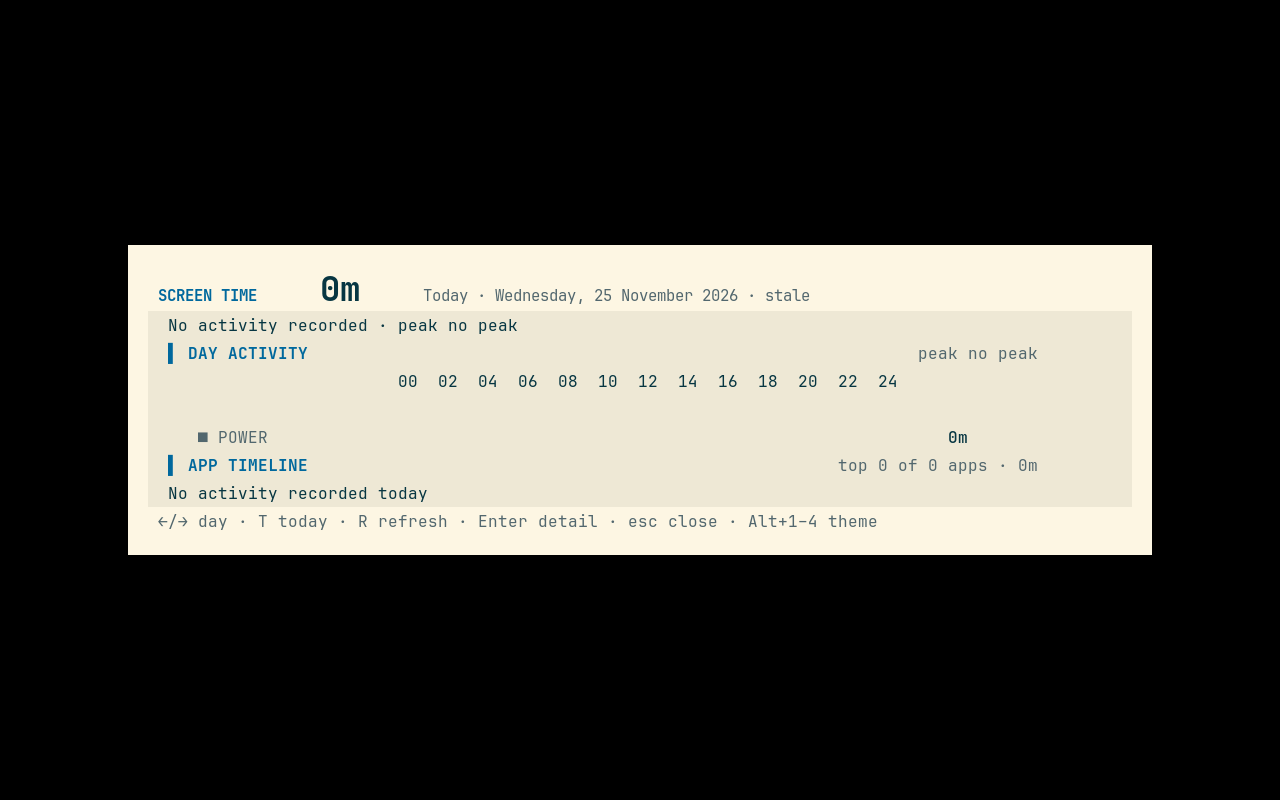 SCREEN TIME 0m Today · Wednesday, 25 November 2026 · stale
No activity recorded · peak no peak
DAY ACTIVITY peak no peak
00 02 04 06 08 10 12 14 16 18 20 22 24
■ POWER 0m
APP TIMELINE top 0 of 0 apps · 0m
No activity recorded today
←/→ day · T today · R refresh · Enter detail · esc close · Alt+1–4 theme